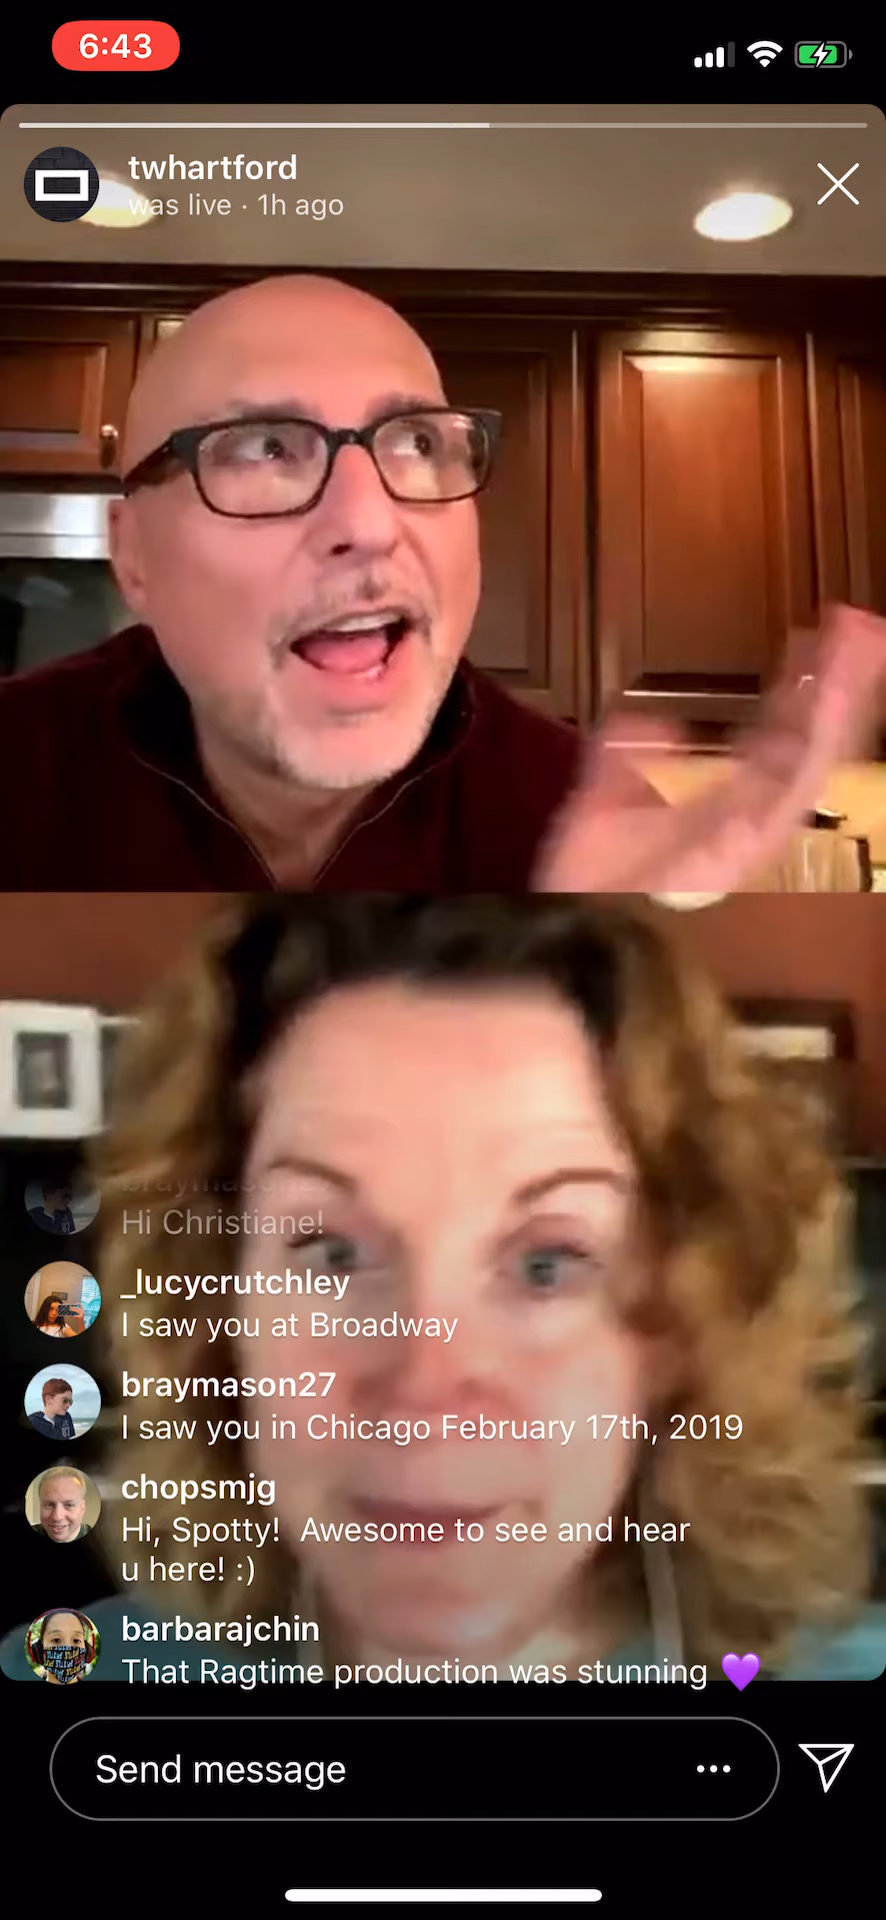 6:43
twhartford
was live · 1h ago
Hi Christiane!
_lucycrutchley
I saw you at Broadway
braymason27
I saw you in Chicago February 17th, 2019
chopsmjg
Hi, Spotty!  Awesome to see and hear
u here! :)
barbarajchin
That Ragtime production was stunning 💜
Send message